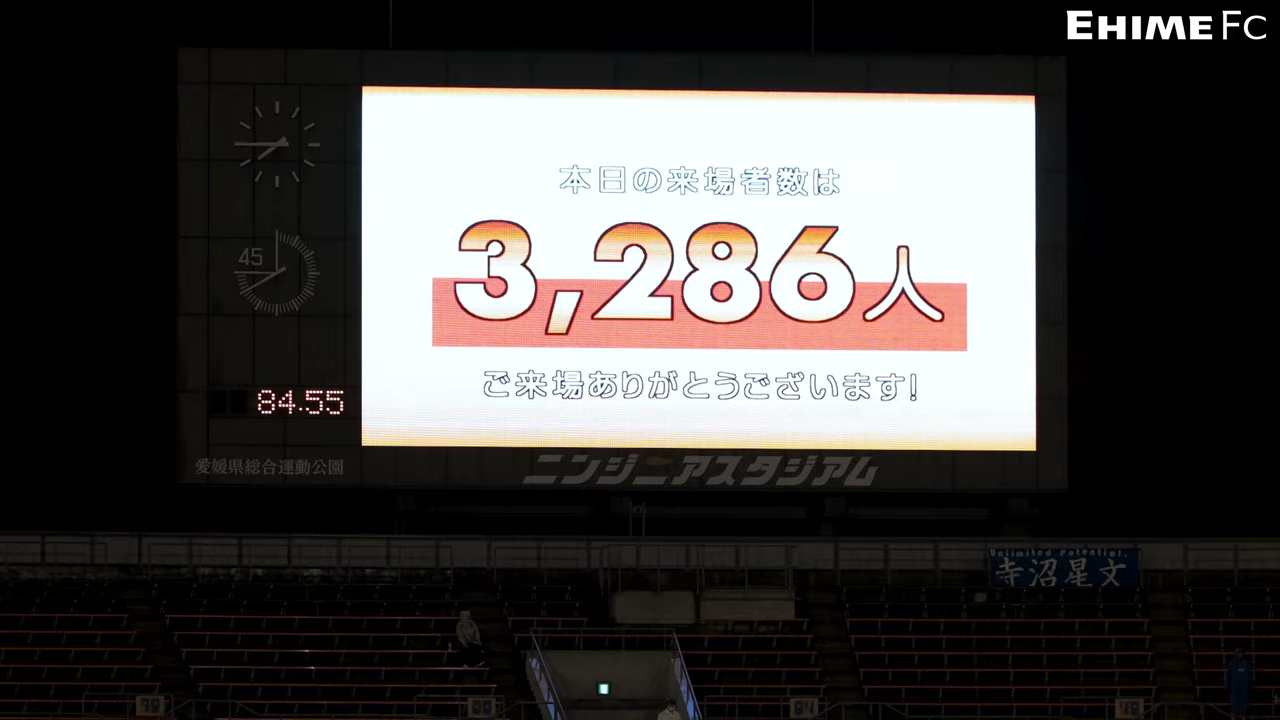 EHIME FC
本日の来場者数は
3,286人
ご来場ありがとうございます!
45
84.55
愛媛県総合運動公園
ニンジニアスタジアム
Unlimited Potential.
寺沼星文